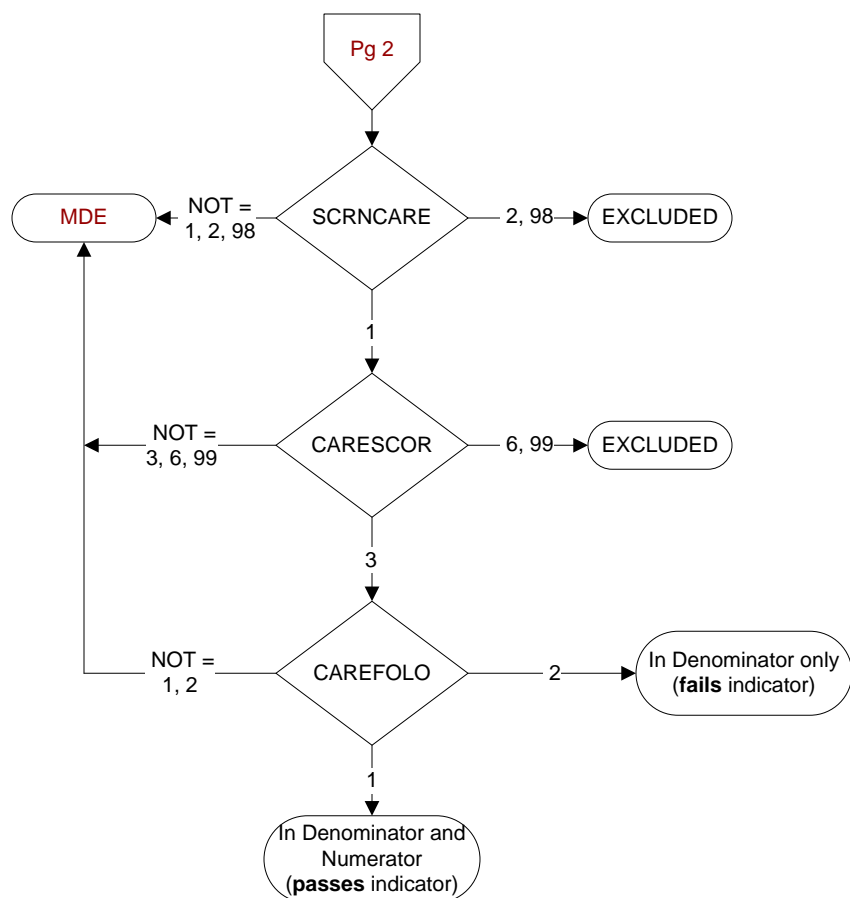 Pg 2
MDE
NOT =
1, 2, 98
SCRNCARE
2, 98
EXCLUDED
1
NOT =
3, 6, 99
CARESCOR
6, 99
EXCLUDED
3
NOT =
1, 2
CAREFOLO
2
In Denominator only
(fails indicator)
1
In Denominator and
Numerator
(passes indicator)